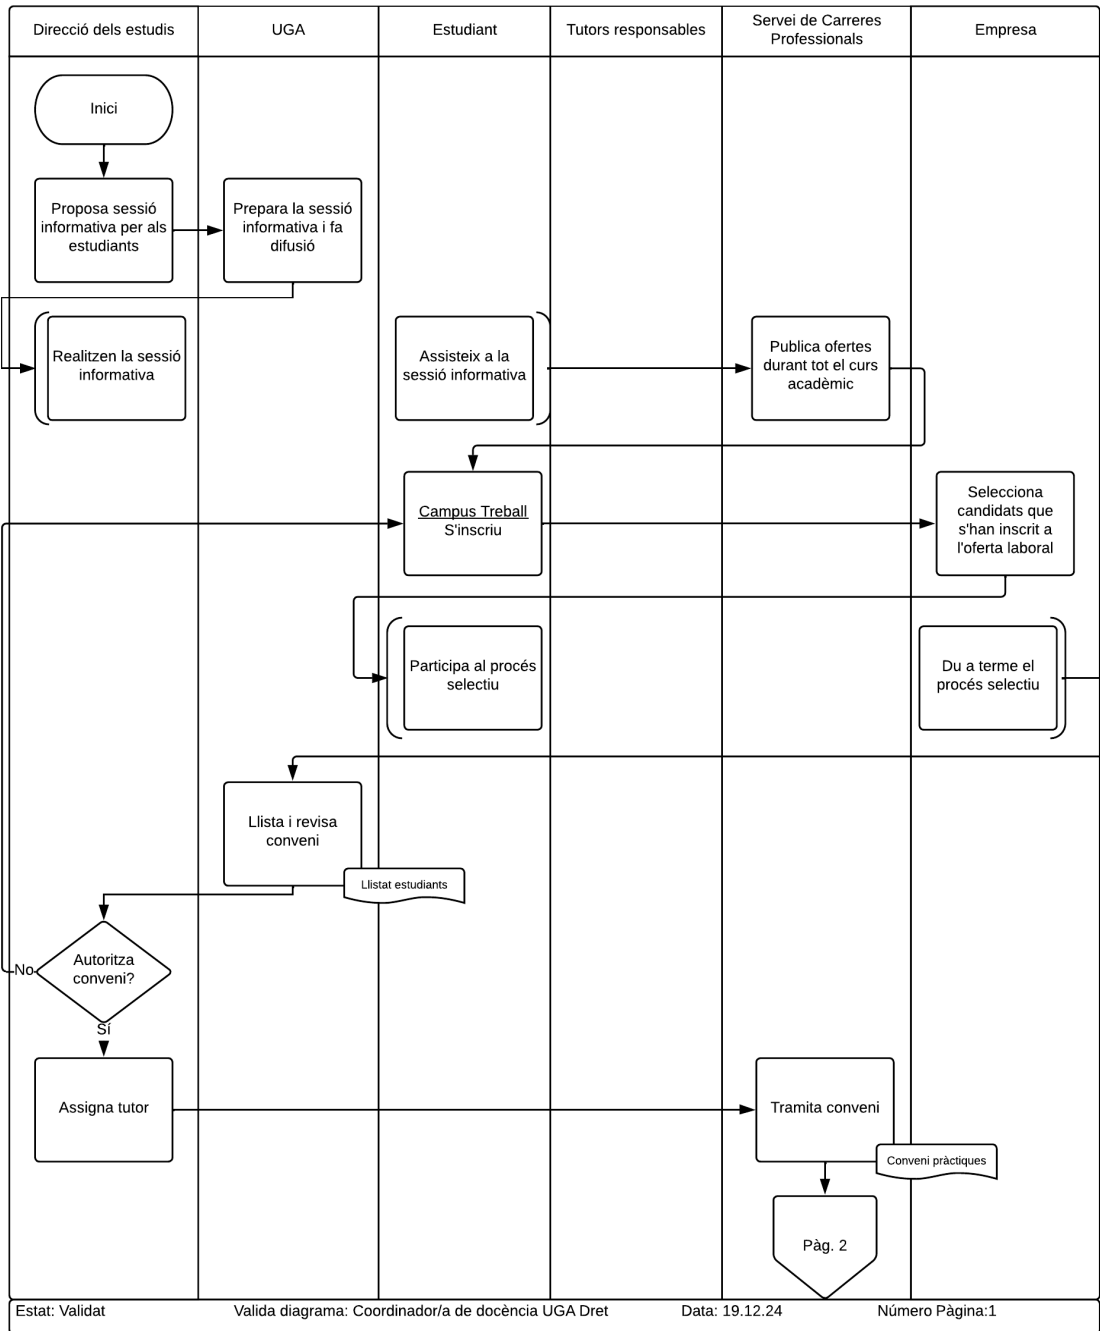 Direcció dels estudis
UGA
Estudiant
Tutors responsables
Servei de Carreres
Professionals
Empresa
Inici
Proposa sessió
informativa per als
estudiants
Prepara la sessió
informativa i fa
difusió
Realitzen la sessió
informativa
Assisteix a la
sessió informativa
Publica ofertes
durant tot el curs
acadèmic
Campus Treball
S'inscriu
Selecciona
candidats que
s'han inscrit a
l'oferta laboral
Participa al procés
selectiu
Du a terme el
procés selectiu
Llista i revisa
conveni
Llistat estudiants
Autoritza
conveni?
No
Sí
Assigna tutor
Tramita conveni
Conveni pràctiques
Pàg. 2
Estat: Validat
Valida diagrama: Coordinador/a de docència UGA Dret
Data: 19.12.24
Número Pàgina:1